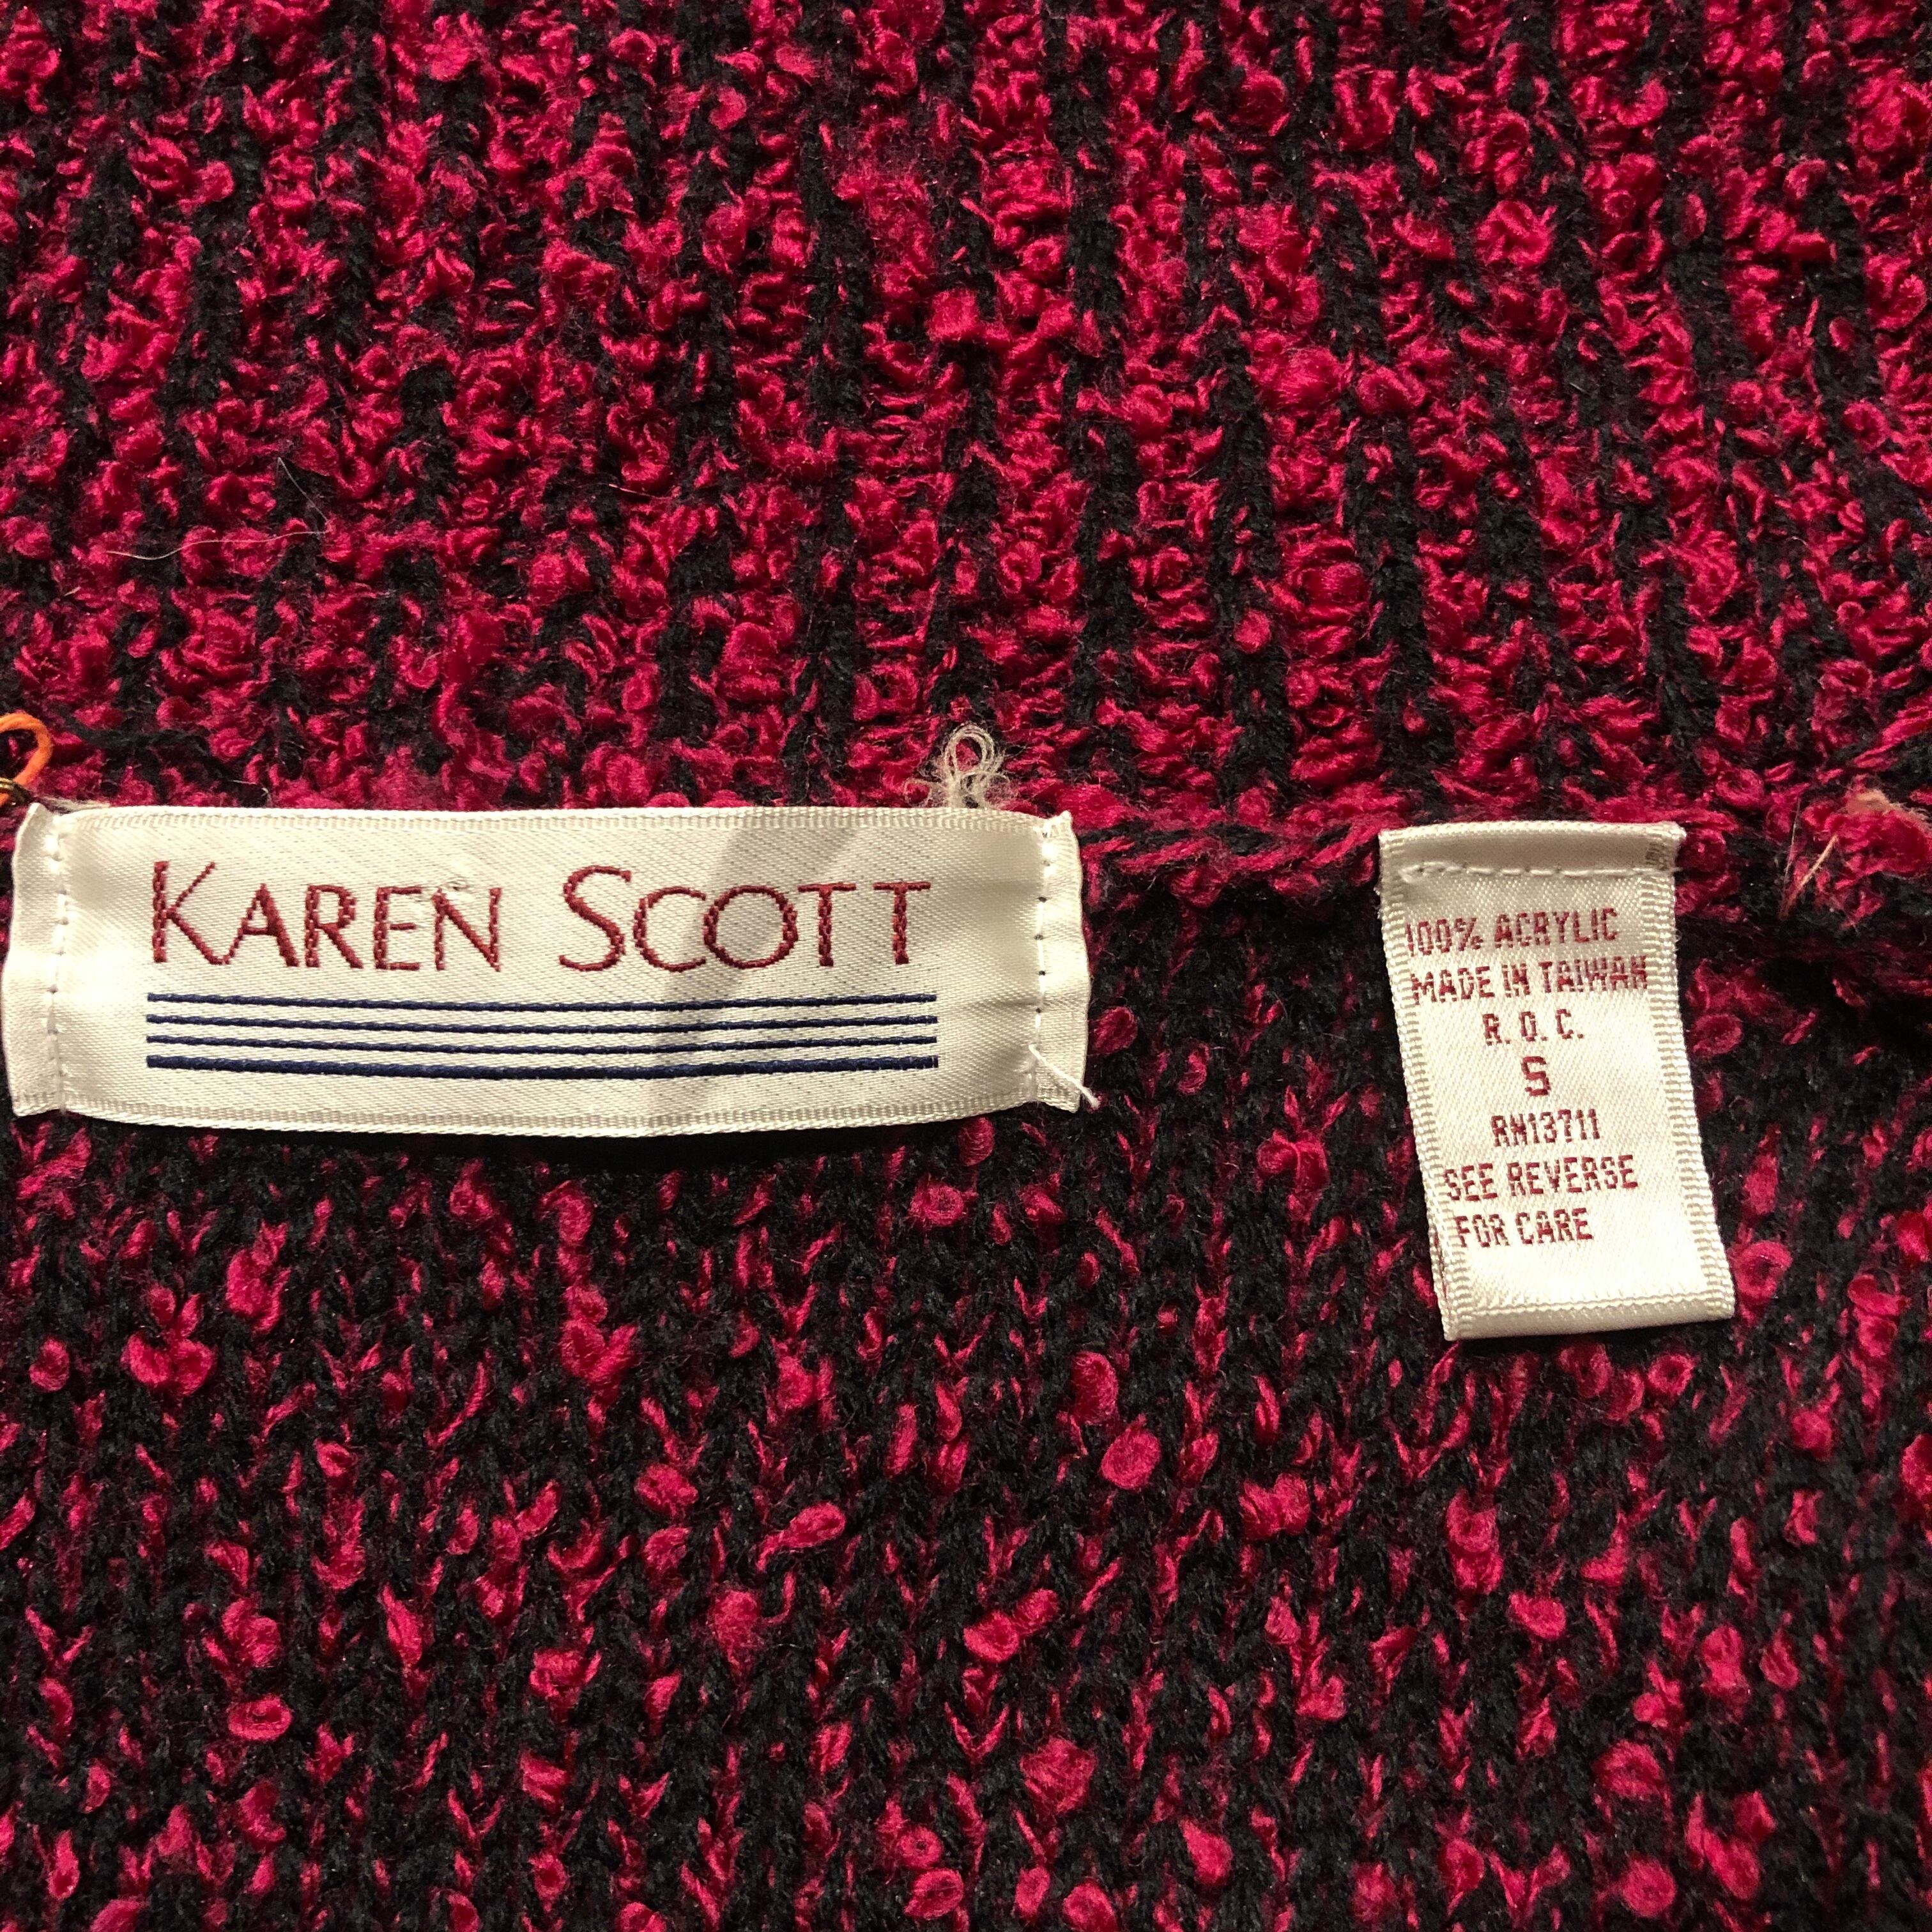 KAREN SCOTT
100% ACRYLIC
MADE IN TAIWAN
R. O. C.
S
RN13711
SEE REVERSE
FOR CARE